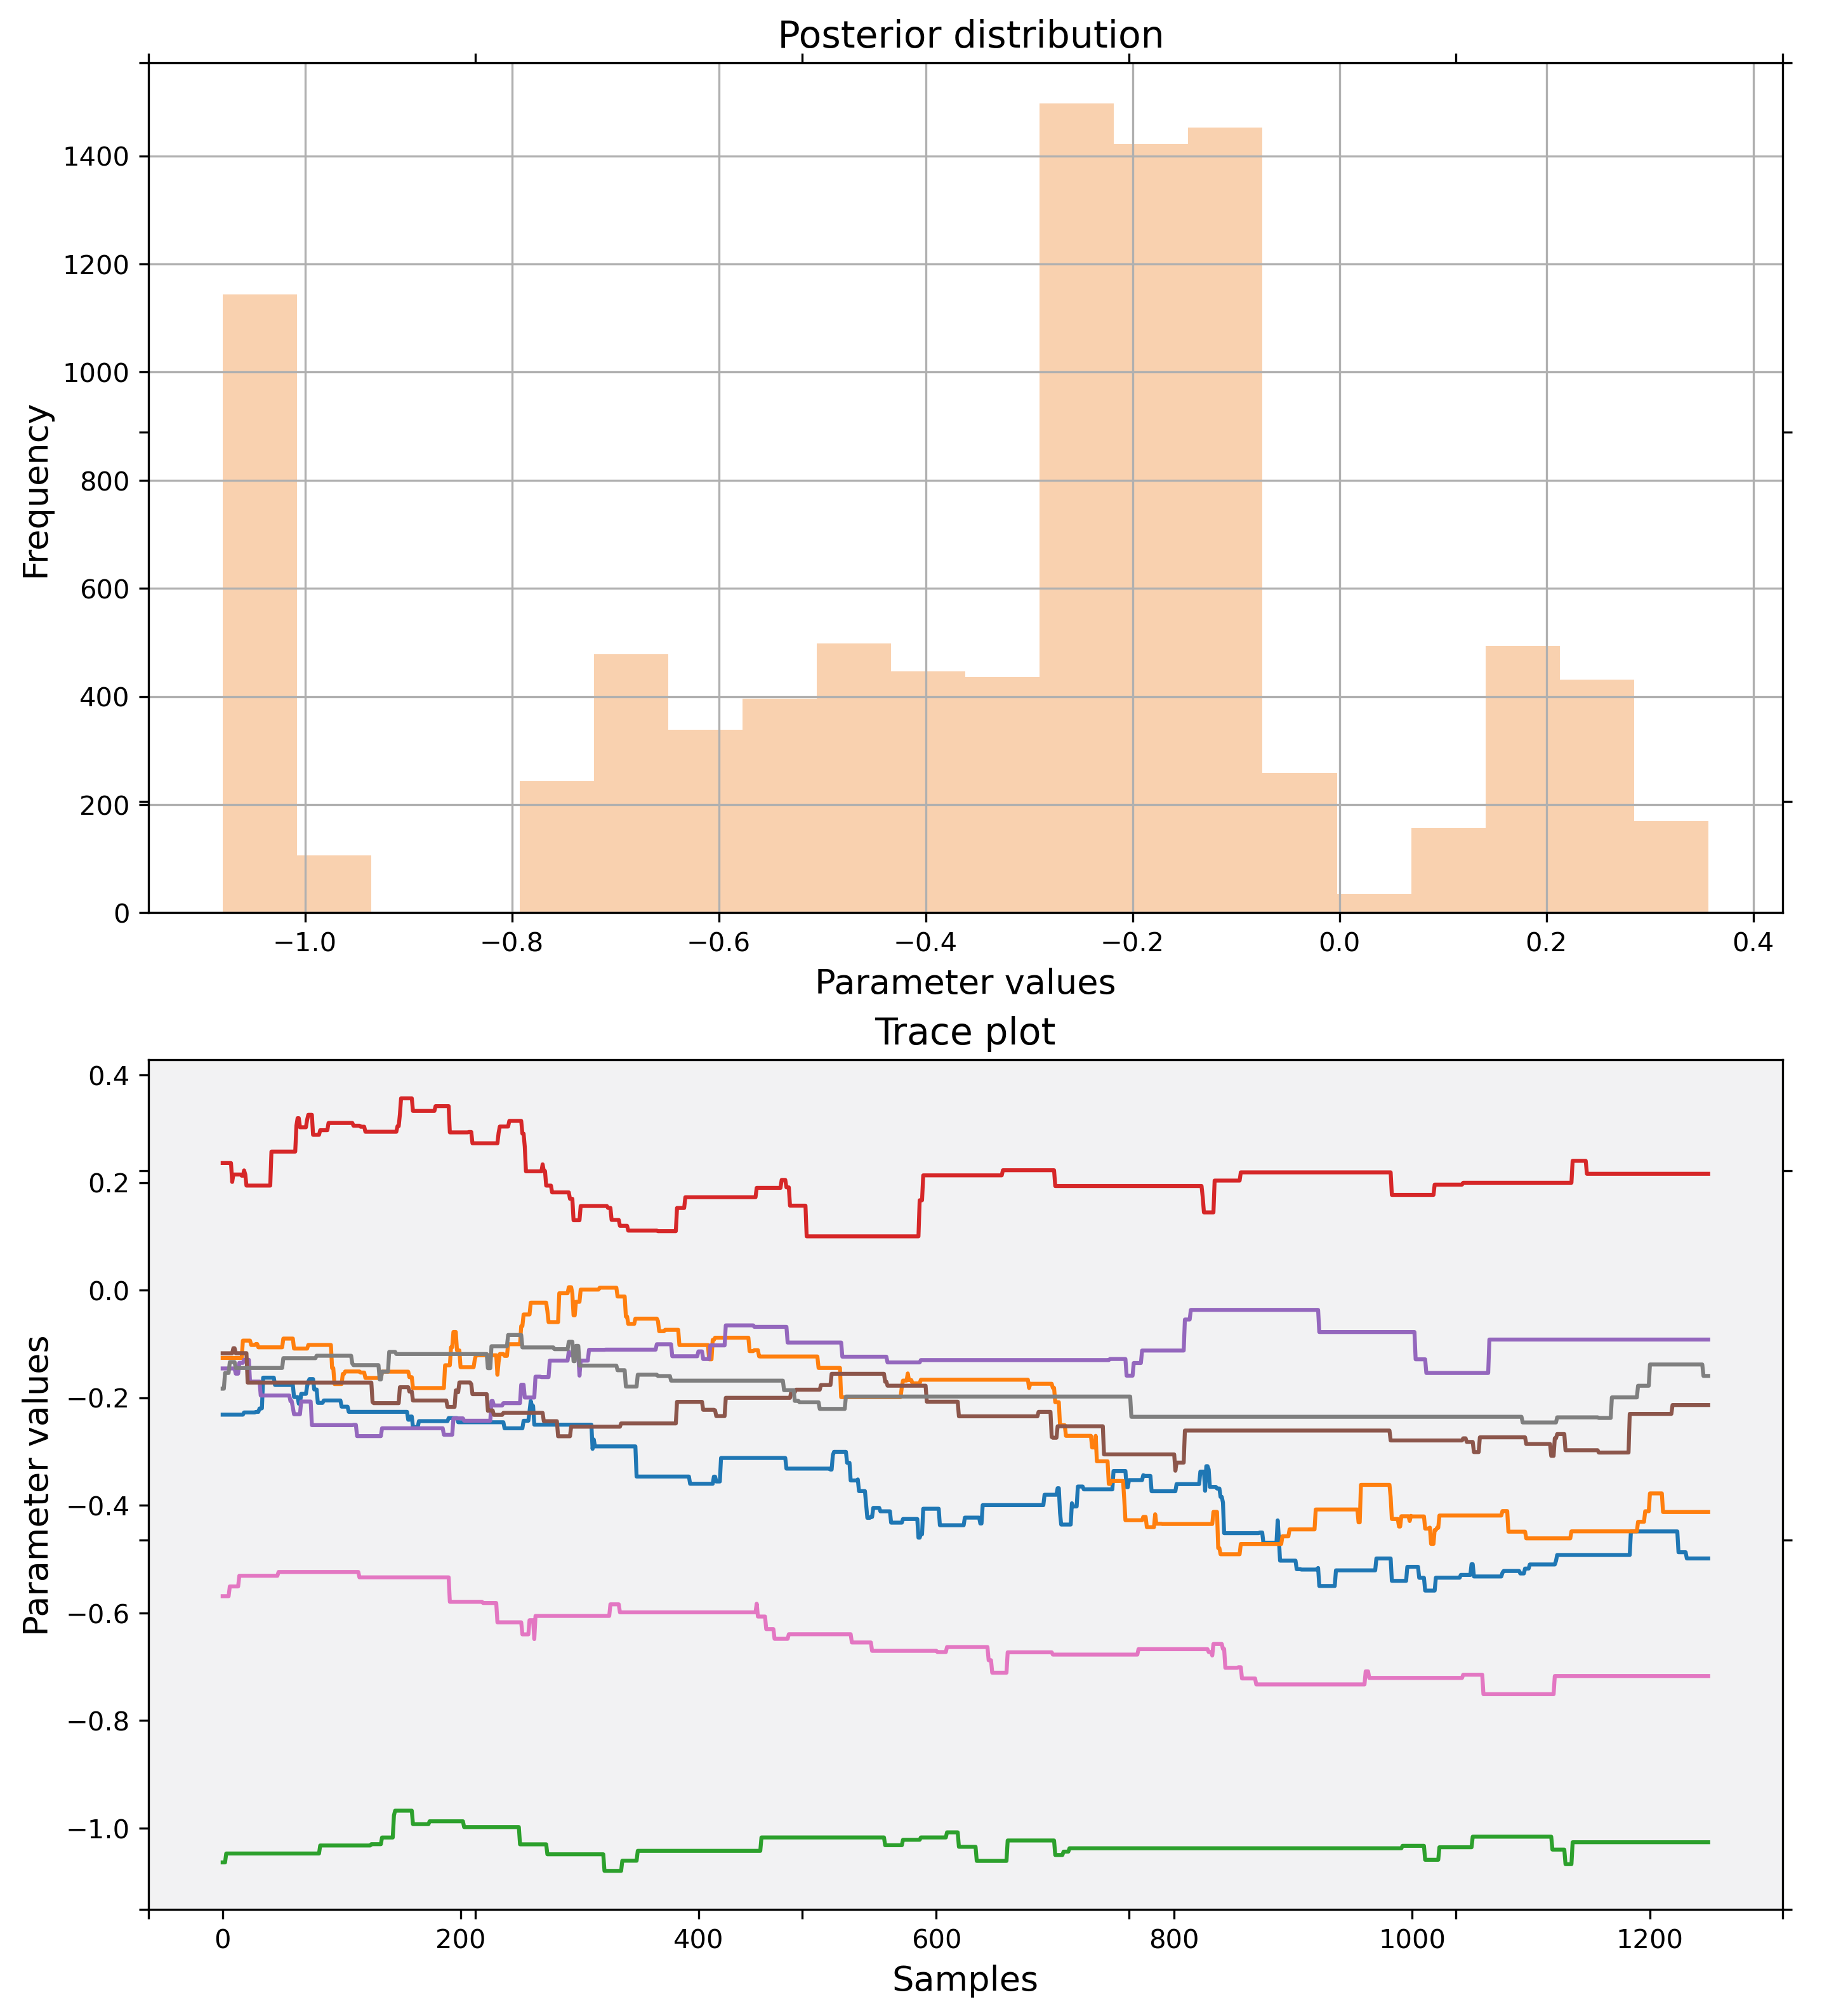 Posterior distribution
1400
1200
1000
800
600
400
200
0
Frequency
−1.0 −0.8 −0.6 −0.4 −0.2 0.0 0.2 0.4
Parameter values
Trace plot
0.4
0.2
0.0
−0.2
−0.4
−0.6
−0.8
−1.0
Parameter values
0 200 400 600 800 1000 1200
Samples